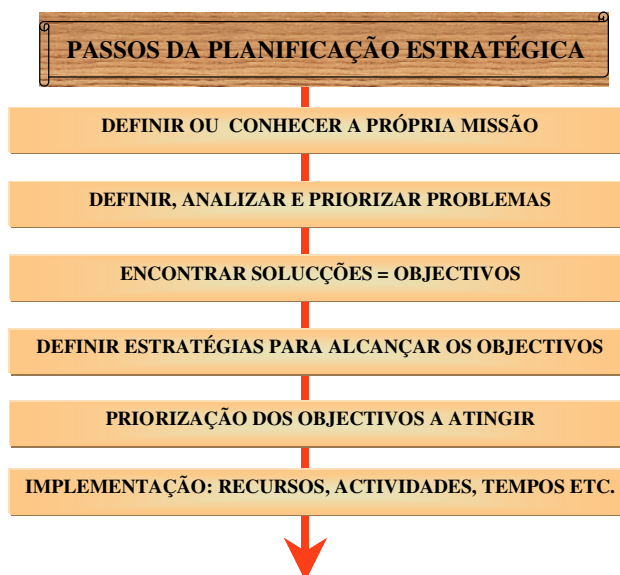 PASSOS DA PLANIFICAÇÃO ESTRATÉGICA
DEFINIR OU CONHECER A PRÓPRIA MISSÃO
DEFINIR, ANALIZAR E PRIORIZAR PROBLEMAS
ENCONTRAR SOLUCÇÕES = OBJECTIVOS
DEFINIR ESTRATÉGIAS PARA ALCANÇAR OS OBJECTIVOS
PRIORIZAÇÃO DOS OBJECTIVOS A ATINGIR
IMPLEMENTAÇÃO: RECURSOS, ACTIVIDADES, TEMPOS ETC.